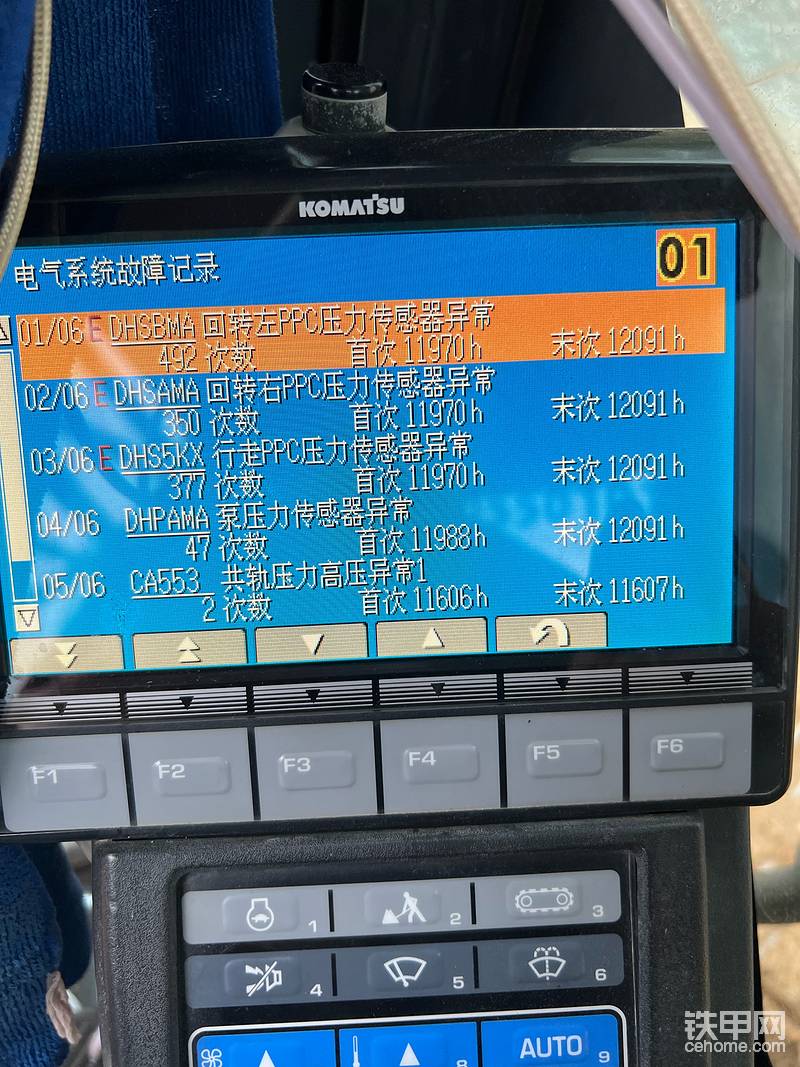 KOMATSU
电气系统故障记录
01
01/06 E DHSBMA 回转左PPC压力传感器异常
492 次数 首次 11970 h 末次 12091 h
02/06 E DHSAMA 回转右PPC压力传感器异常
350 次数 首次 11970 h 末次 12091 h
03/06 E DHS5KX 行走PPC压力传感器异常
377 次数 首次 11970 h 末次 12091 h
04/06 DHPAMA 泵压力传感器异常
47 次数 首次 11988 h 末次 12091 h
05/06 CA553 共轨压力高压异常1
2 次数 首次 11606 h 末次 11607 h
F1 F2 F3 F4 F5 F6
1 2 3
4 5 6
AUTO 8 9
铁甲网
cehome.com